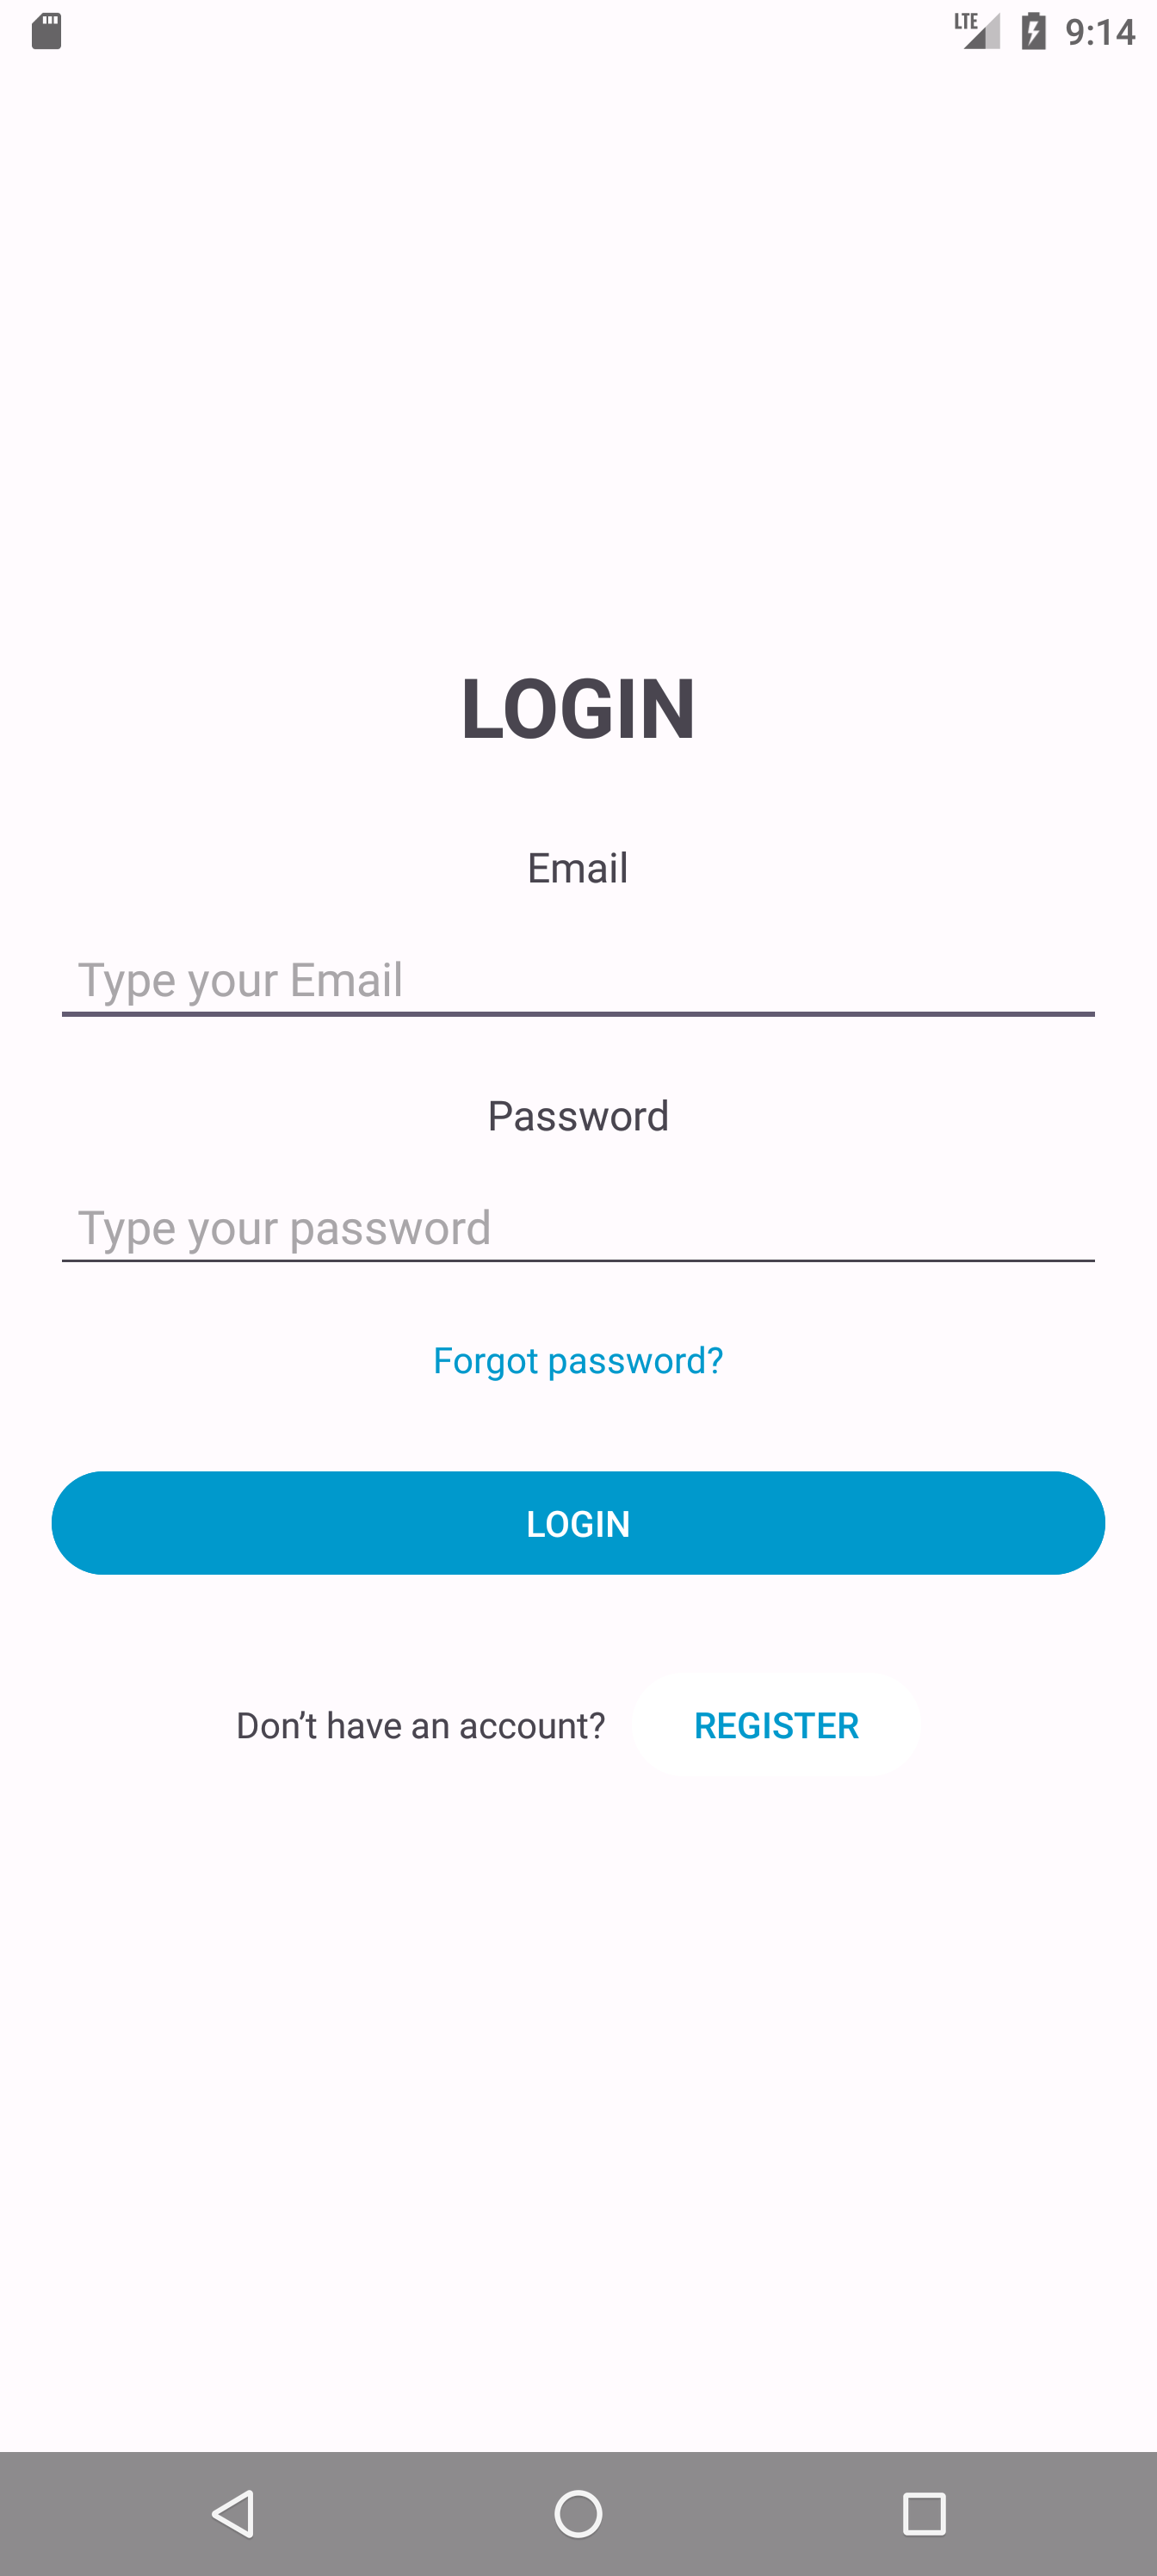 LTE 9:14
LOGIN
Email
Type your Email
Password
Type your password
Forgot password?
LOGIN
Don’t have an account? REGISTER